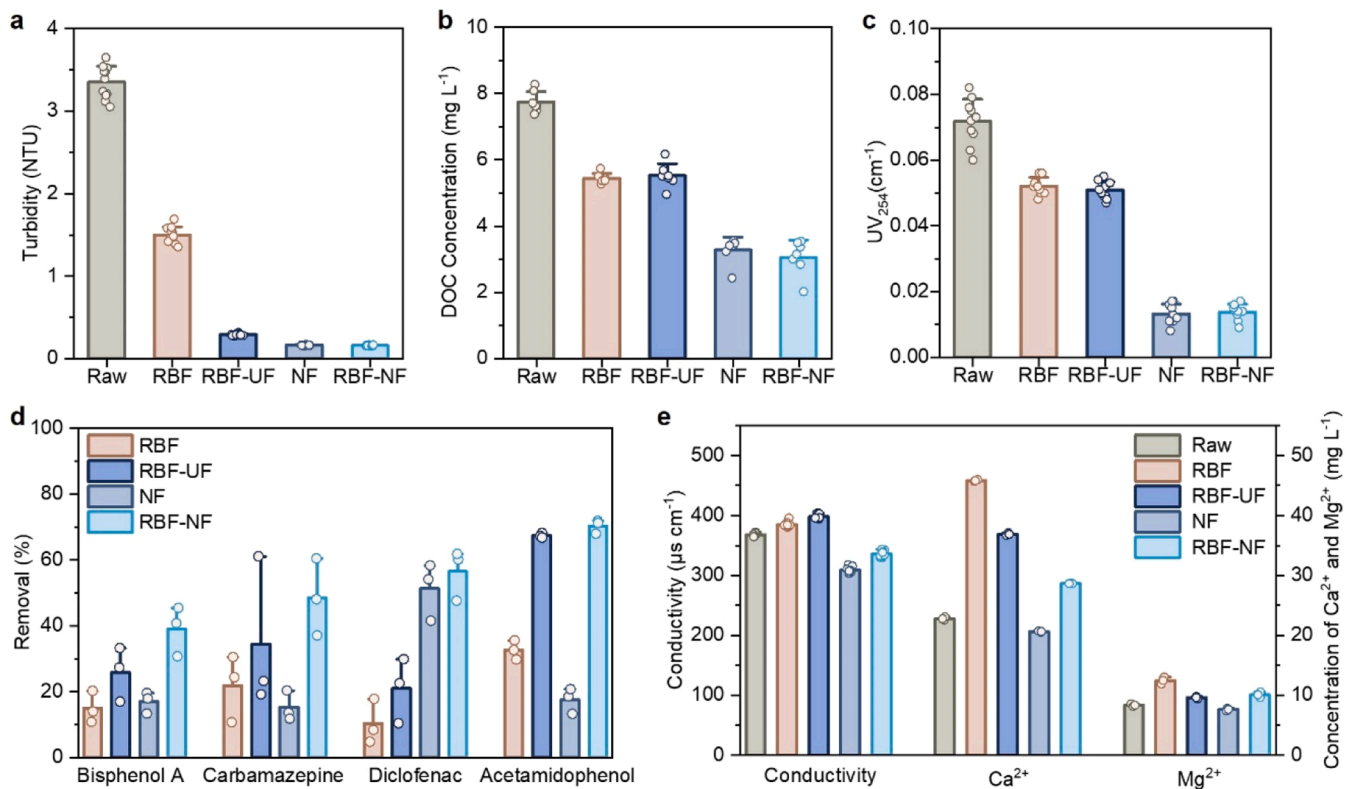 a
4
3
2
1
0
Turbidity (NTU)
Raw RBF RBF-UF NF RBF-NF
b
10
8
6
4
2
0
DOC Concentration (mg L⁻¹)
Raw RBF RBF-UF NF RBF-NF
c
0.10
0.08
0.06
0.04
0.02
0.00
UV₂₅₄(cm⁻¹)
Raw RBF RBF-UF NF RBF-NF
d
100
80
60
40
20
0
Removal (%)
RBF
RBF-UF
NF
RBF-NF
Bisphenol A Carbamazepine Diclofenac Acetamidophenol
e
500
400
300
200
100
0
Conductivity (µs cm⁻¹)
Raw
RBF
RBF-UF
NF
RBF-NF
50
40
30
20
10
0
Concentration of Ca²⁺ and Mg²⁺ (mg L⁻¹)
Conductivity Ca²⁺ Mg²⁺